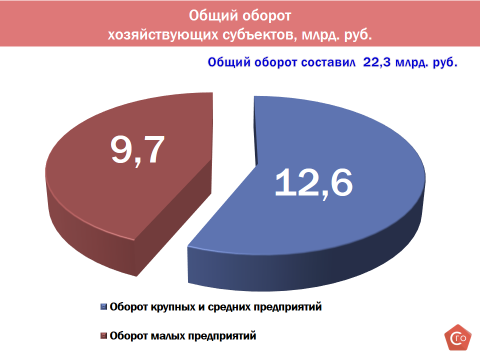 Общий оборот
хозяйствующих субъектов, млрд. руб.
Общий оборот составил 22,3 млрд. руб.
9,7
12,6
Оборот крупных и средних предприятий
Оборот малых предприятий
СГО